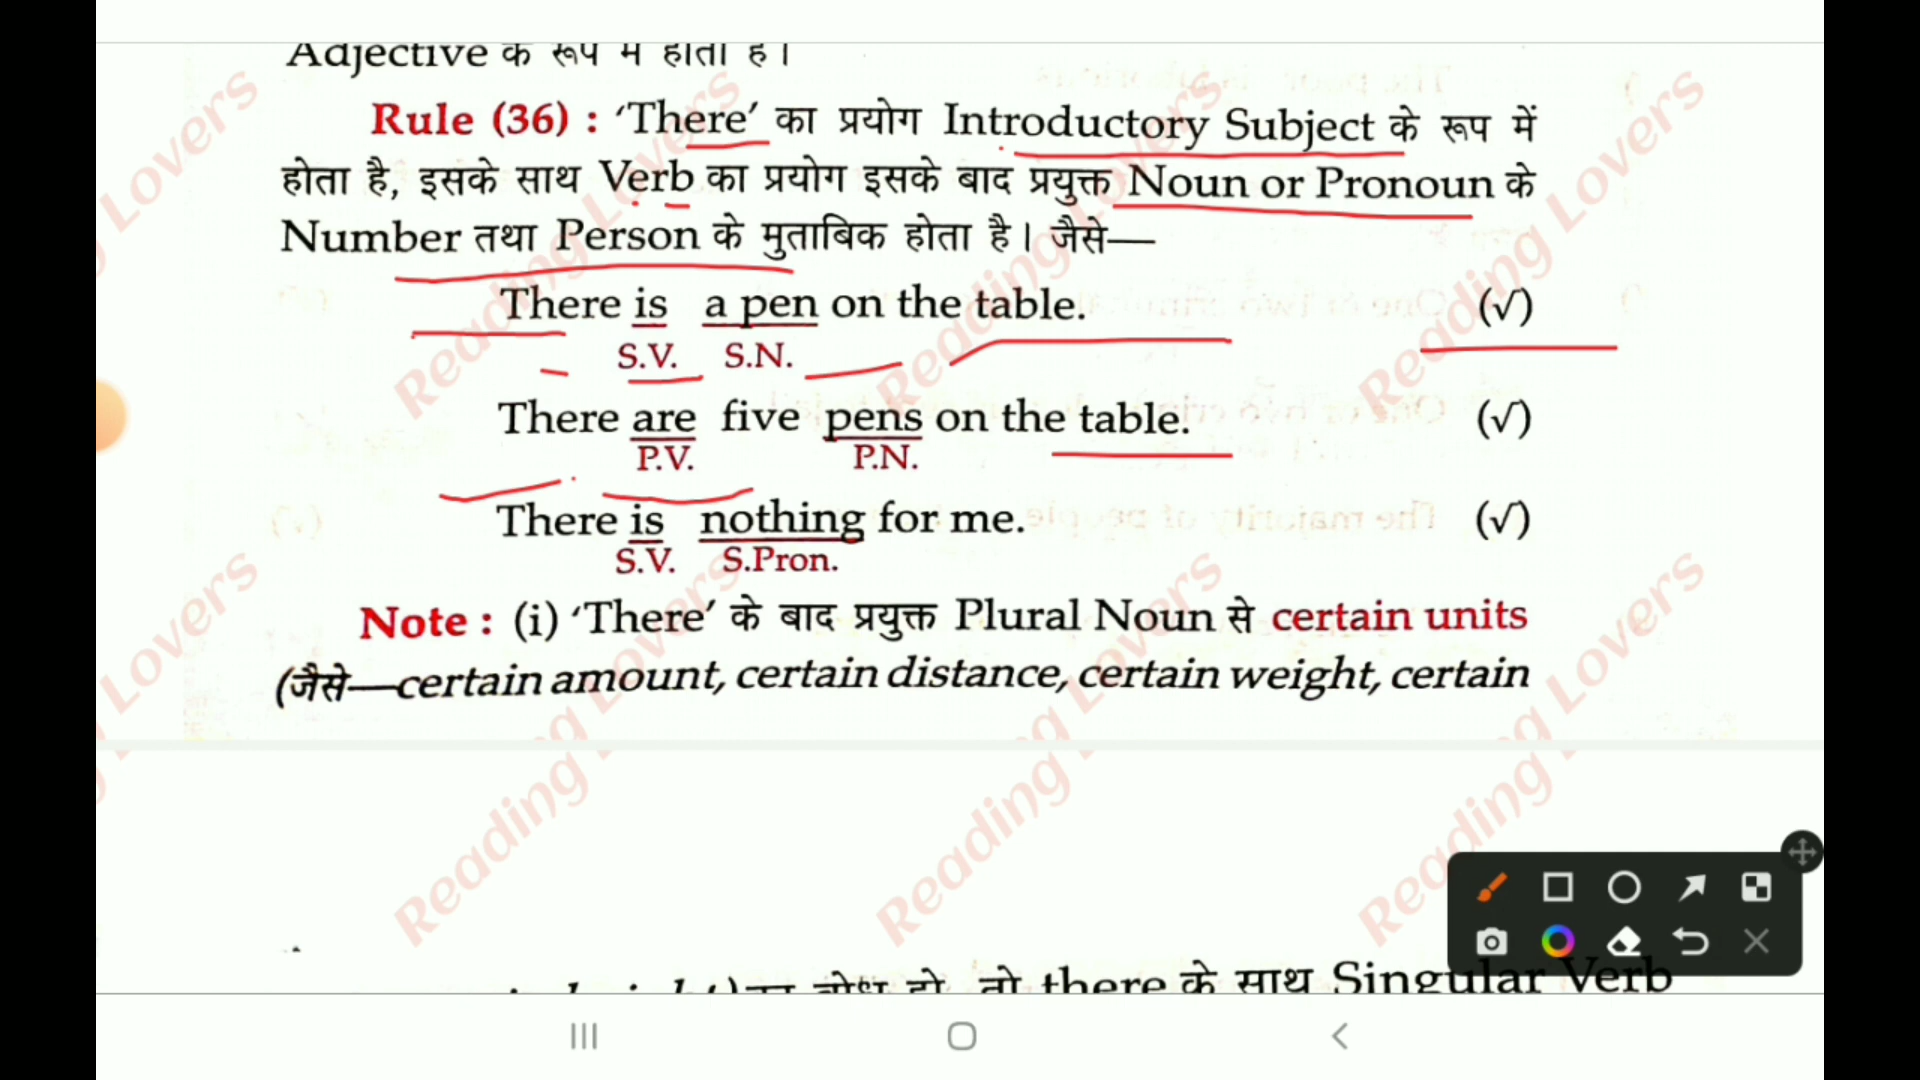 Adjective के रूप में होता है।
Rule (36) : ‘There’ का प्रयोग Introductory Subject के रूप में
होता है, इसके साथ Verb का प्रयोग इसके बाद प्रयुक्त Noun or Pronoun के
Number तथा Person के मुताबिक होता है। जैसे—
There is a pen on the table. (√)
S.V. S.N.
There are five pens on the table. (√)
P.V. P.N.
There is nothing for me. (√)
S.V. S.Pron.
Note : (i) ‘There’ के बाद प्रयुक्त Plural Noun से certain units
(जैसे—certain amount, certain distance, certain weight, certain
का बोध हो, तो there के साथ Singular Verb
Reading Lovers